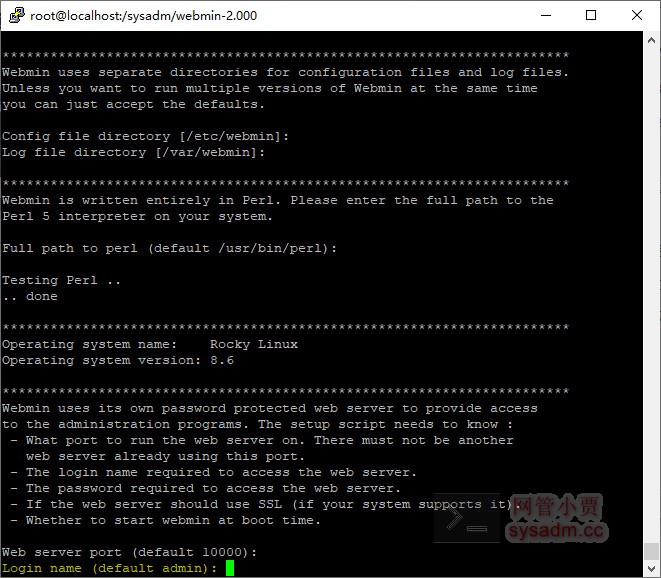 root@localhost:/sysadm/webmin-2.000
***********************************************************************
Webmin uses separate directories for configuration files and log files.
Unless you want to run multiple versions of Webmin at the same time
you can just accept the defaults.
Config file directory [/etc/webmin]:
Log file directory [/var/webmin]:
***********************************************************************
Webmin is written entirely in Perl. Please enter the full path to the
Perl 5 interpreter on your system.
Full path to perl (default /usr/bin/perl):
Testing Perl ..
.. done
***********************************************************************
Operating system name:    Rocky Linux
Operating system version: 8.6
***********************************************************************
Webmin uses its own password protected web server to provide access
to the administration programs. The setup script needs to know :
 - What port to run the web server on. There must not be another
   web server already using this port.
 - The login name required to access the web server.
 - The password required to access the web server.
 - If the web server should use SSL (if your system supports it).
 - Whether to start webmin at boot time.
网管小贾
sysadm.cc
Web server port (default 10000):
Login name (default admin):